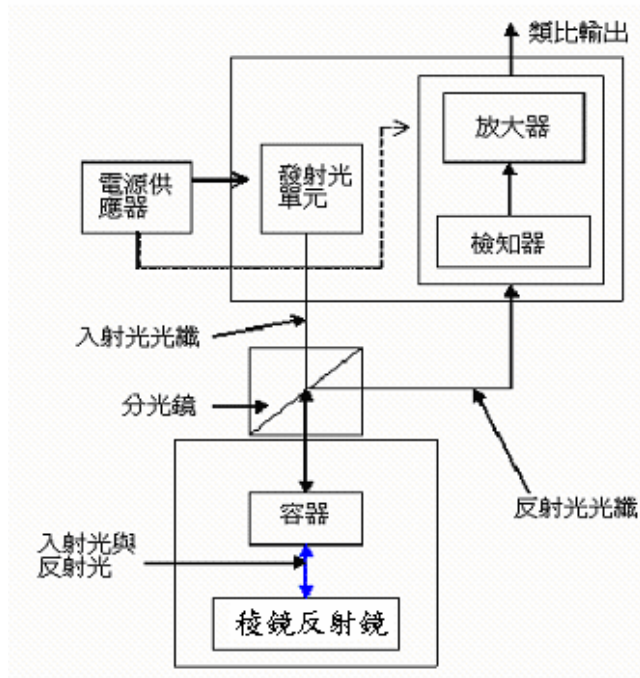 類比輸出
放大器
發射光
單元
電源供
應器
檢知器
入射光光纖
分光鏡
容器
反射光光纖
入射光與
反射光
稜鏡反射鏡